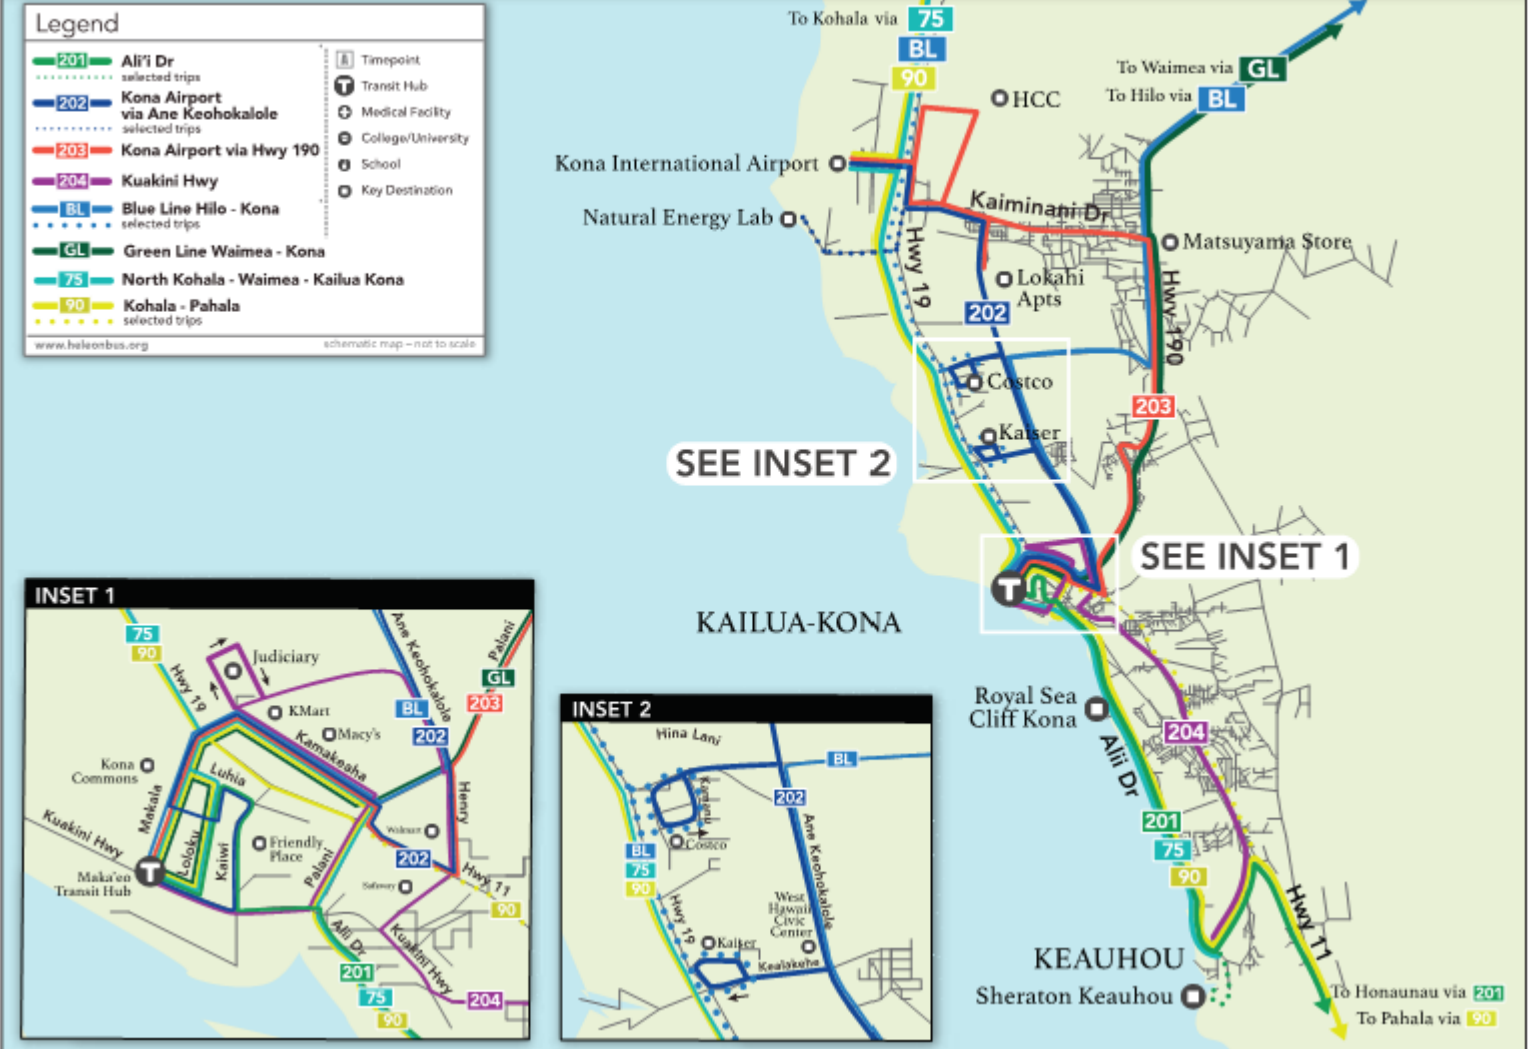 Legend
201 Ali'i Dr
selected trips
202 Kona Airport
via Ane Keohokalole
selected trips
203 Kona Airport via Hwy 190
204 Kuakini Hwy
BL Blue Line Hilo - Kona
selected trips
GL Green Line Waimea - Kona
75 North Kohala - Waimea - Kailua Kona
90 Kohala - Pahala
selected trips
Timepoint
T Transit Hub
Medical Facility
College/University
School
Key Destination
www.heleonbus.org
schematic map – not to scale
To Kohala via 75
BL
90
To Waimea via GL
To Hilo via BL
HCC
Kona International Airport
Natural Energy Lab
Kaiminani Dr
Matsuyama Store
Hwy 19
Lokahi
Apts
202
Hwy 190
Costco
203
Kaiser
SEE INSET 2
SEE INSET 1
T
KAILUA-KONA
Royal Sea
Cliff Kona
204
Alii Dr
201
75
90
Hwy 11
KEAUHOU
Sheraton Keauhou
To Honaunau via 201
To Pahala via 90
INSET 1
75
90
Hwy 19
Judiciary
Ane Keohokalole
Palani
GL
203
BL
202
KMart
Macy's
Kamakeaha
Kona
Commons
Luhia
Makala
Henry
Kuakini Hwy
Loloku
Kaiwi
Friendly
Place
Walmart
202
Palani
Safeway
Hwy 11
90
Maka'eo
Transit Hub
T
Alii Dr
Kuakini Hwy
201
75
90
204
INSET 2
Hina Lani
BL
Kamanu
202
Costco
BL
75
90
Ane Keohokalole
Hwy 19
West
Hawaii
Civic
Center
Kaiser
Kealakehe